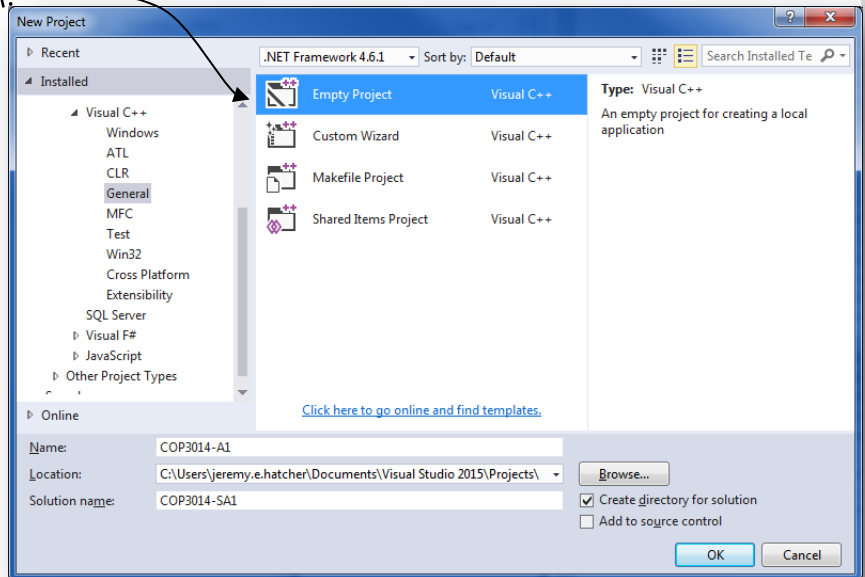 New Project
Recent
.NET Framework 4.6.1 Sort by: Default Search Installed Te
Installed
Visual C++
Windows
ATL
CLR
General
MFC
Test
Win32
Cross Platform
Extensibility
SQL Server
Visual F#
JavaScript
Other Project Types
Online
Empty Project Visual C++
Custom Wizard Visual C++
Makefile Project Visual C++
Shared Items Project Visual C++
Click here to go online and find templates.
Type: Visual C++
An empty project for creating a local
application
Name: COP3014-A1
Location: C:\Users\jeremy.e.hatcher\Documents\Visual Studio 2015\Projects\ Browse...
Solution name: COP3014-SA1
Create directory for solution
Add to source control
OK Cancel